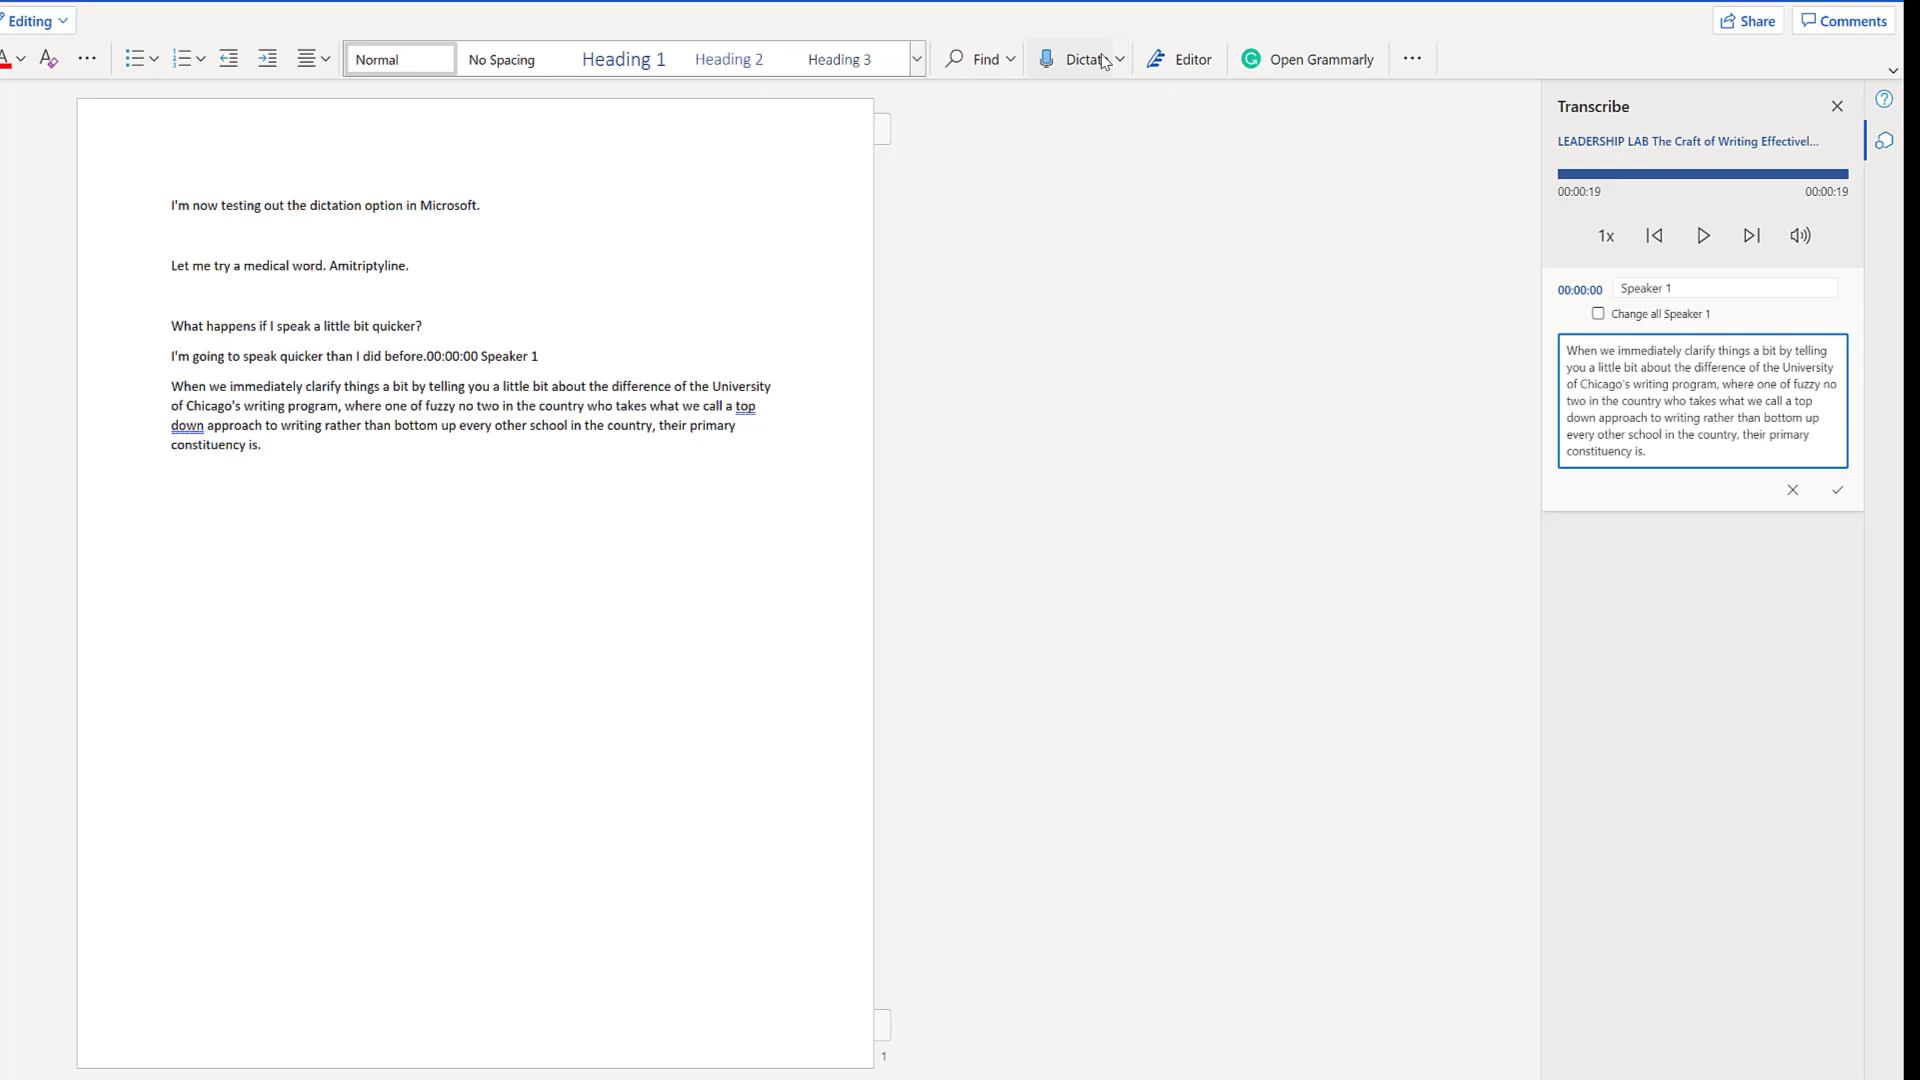 Editing
Share
Comments
A
A
Normal
No Spacing
Heading 1
Heading 2
Heading 3
Find
Editor
G
Open Grammarly
I'm now testing out the dictation option in Microsoft.
Let me try a medical word. Amitriptyline.
What happens if I speak a little bit quicker?
I'm going to speak quicker than I did before.00:00:00 Speaker 1
When we immediately clarify things a bit by telling you a little bit about the difference of the University
of Chicago's writing program, where one of fuzzy no two in the country who takes what we call a top
down approach to writing rather than bottom up every other school in the country, their primary
constituency is.
1
Transcribe
LEADERSHIP LAB The Craft of Writing Effectivel...
00:00:19
00:00:19
1x
00:00:00
Speaker 1
Change all Speaker 1
When we immediately clarify things a bit by telling
you a little bit about the difference of the University
of Chicago's writing program, where one of fuzzy no
two in the country who takes what we call a top
down approach to writing rather than bottom up
every other school in the country, their primary
constituency is.